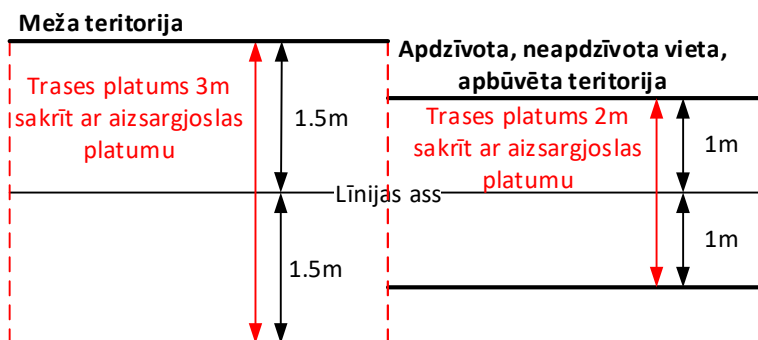 Meža teritorija
Trases platums 3m
sakrīt ar aizsargjoslas
platumu
1.5m
1.5m
Līnijas ass
Apdzīvota, neapdzīvota vieta,
apbūvēta teritorija
Trases platums 2m
sakrīt ar aizsargjoslas
platumu
1m
1m